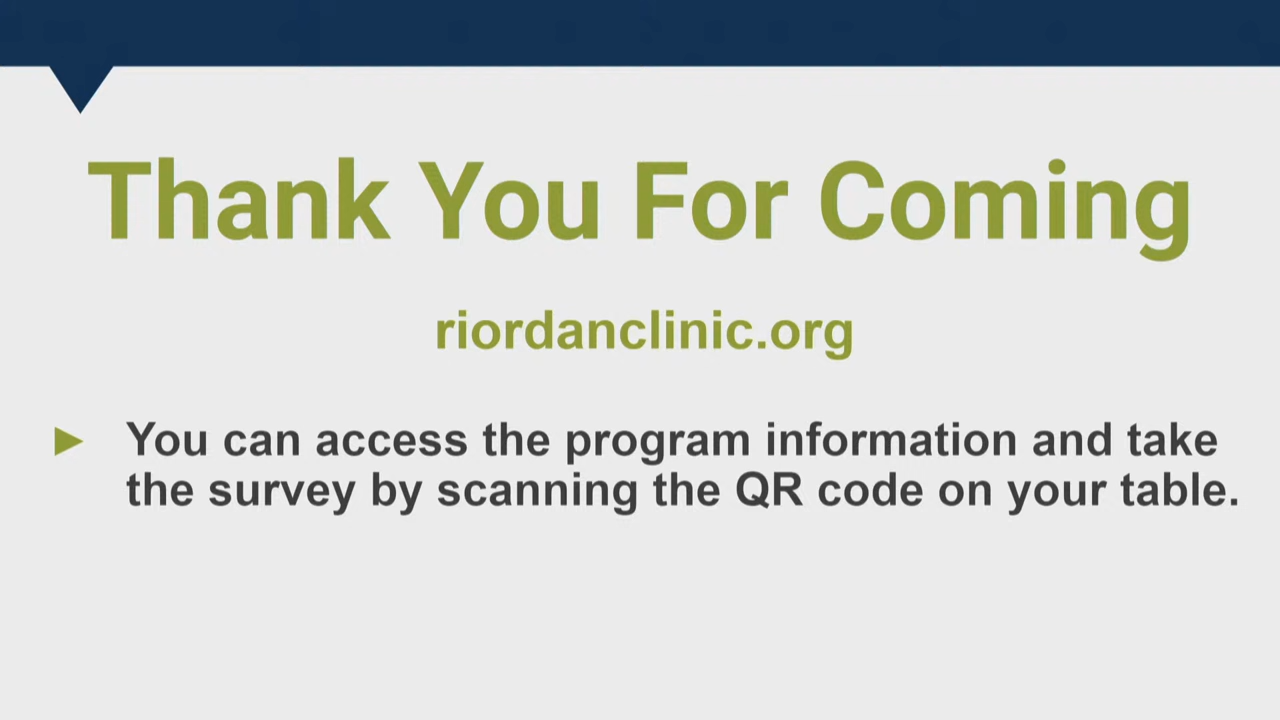 Thank You For Coming
riordanclinic.org
You can access the program information and take
the survey by scanning the QR code on your table.